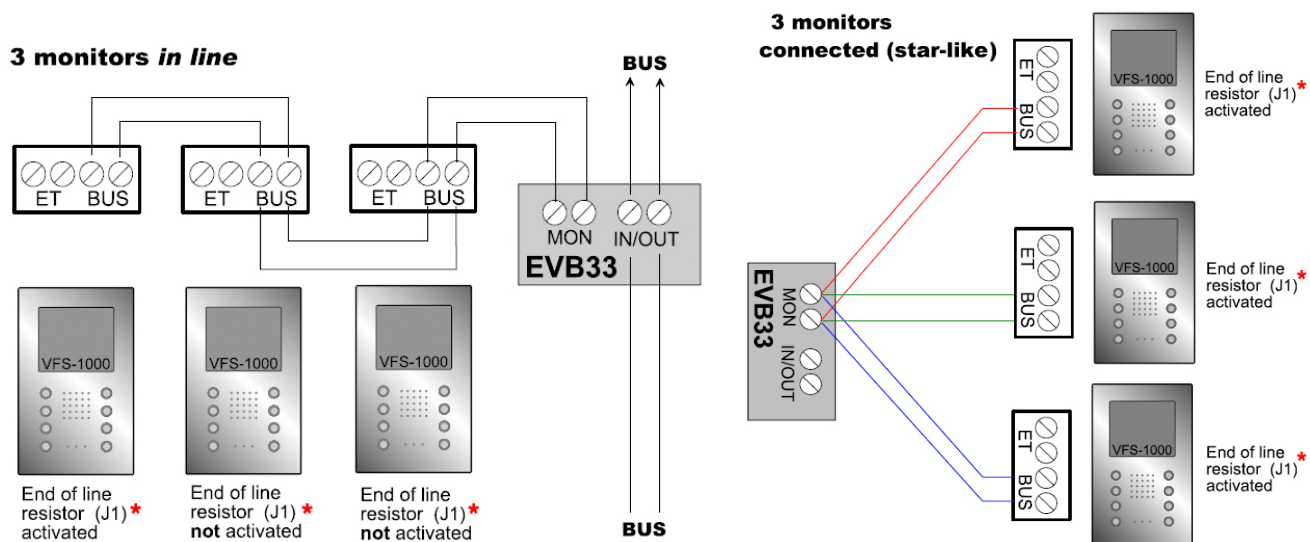 3 monitors in line
BUS
ET BUS
ET BUS
ET BUS
MON IN/OUT
EVB33
VFS-1000
VFS-1000
VFS-1000
End of line
resistor (J1) *
activated
End of line
resistor (J1) *
not activated
End of line
resistor (J1) *
not activated
BUS
3 monitors
connected (star-like)
EVB33
MON
IN/OUT
ET
BUS
VFS-1000
End of line
resistor (J1) *
activated
ET
BUS
VFS-1000
End of line
resistor (J1) *
activated
ET
BUS
VFS-1000
End of line
resistor (J1) *
activated